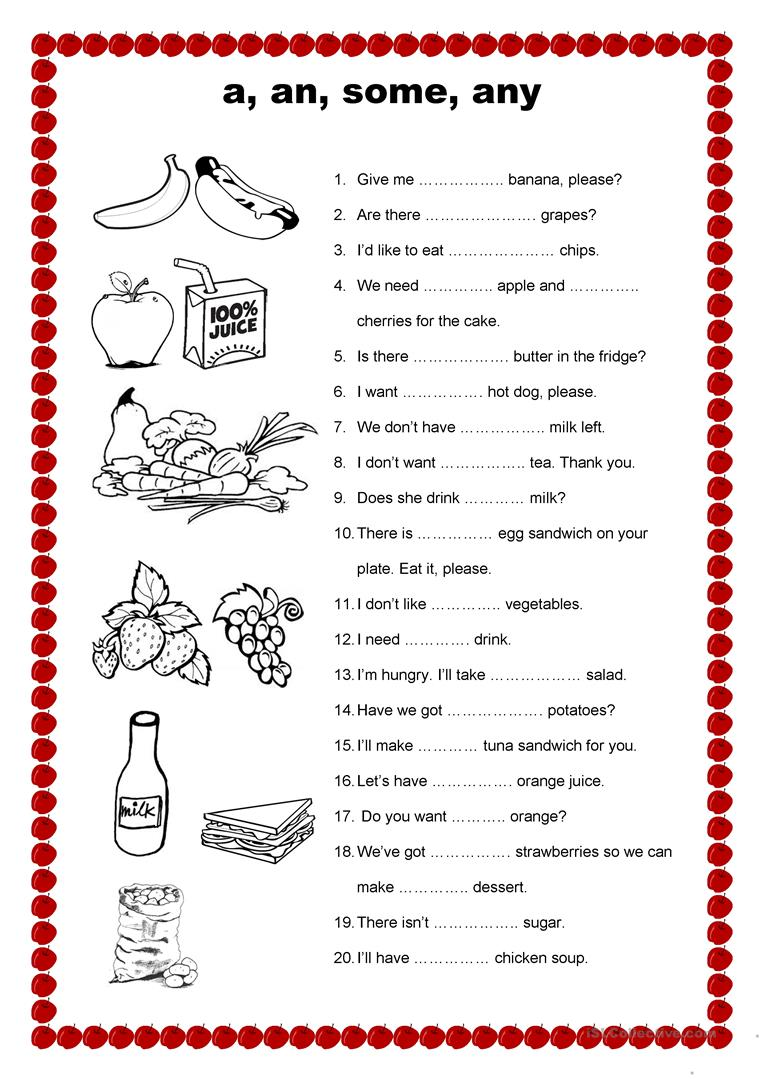 a, an, some, any
1. Give me …………….. banana, please?
2. Are there …………………. grapes?
3. I’d like to eat ………………… chips.
4. We need ………….. apple and …………..
cherries for the cake.
5. Is there ………………. butter in the fridge?
6. I want ……………. hot dog, please.
7. We don’t have …………….. milk left.
8. I don’t want …………….. tea. Thank you.
9. Does she drink ………… milk?
10. There is …………… egg sandwich on your
plate. Eat it, please.
11. I don’t like ………….. vegetables.
12. I need …………. drink.
13. I’m hungry. I’ll take ……………… salad.
14. Have we got ………………. potatoes?
15. I’ll make ………… tuna sandwich for you.
16. Let’s have ……………. orange juice.
17. Do you want ……….. orange?
18. We’ve got ……………. strawberries so we can
make ………….. dessert.
19. There isn’t …………….. sugar.
20. I’ll have …………… chicken soup.
100%
JUICE
milk
iSLCollective.com